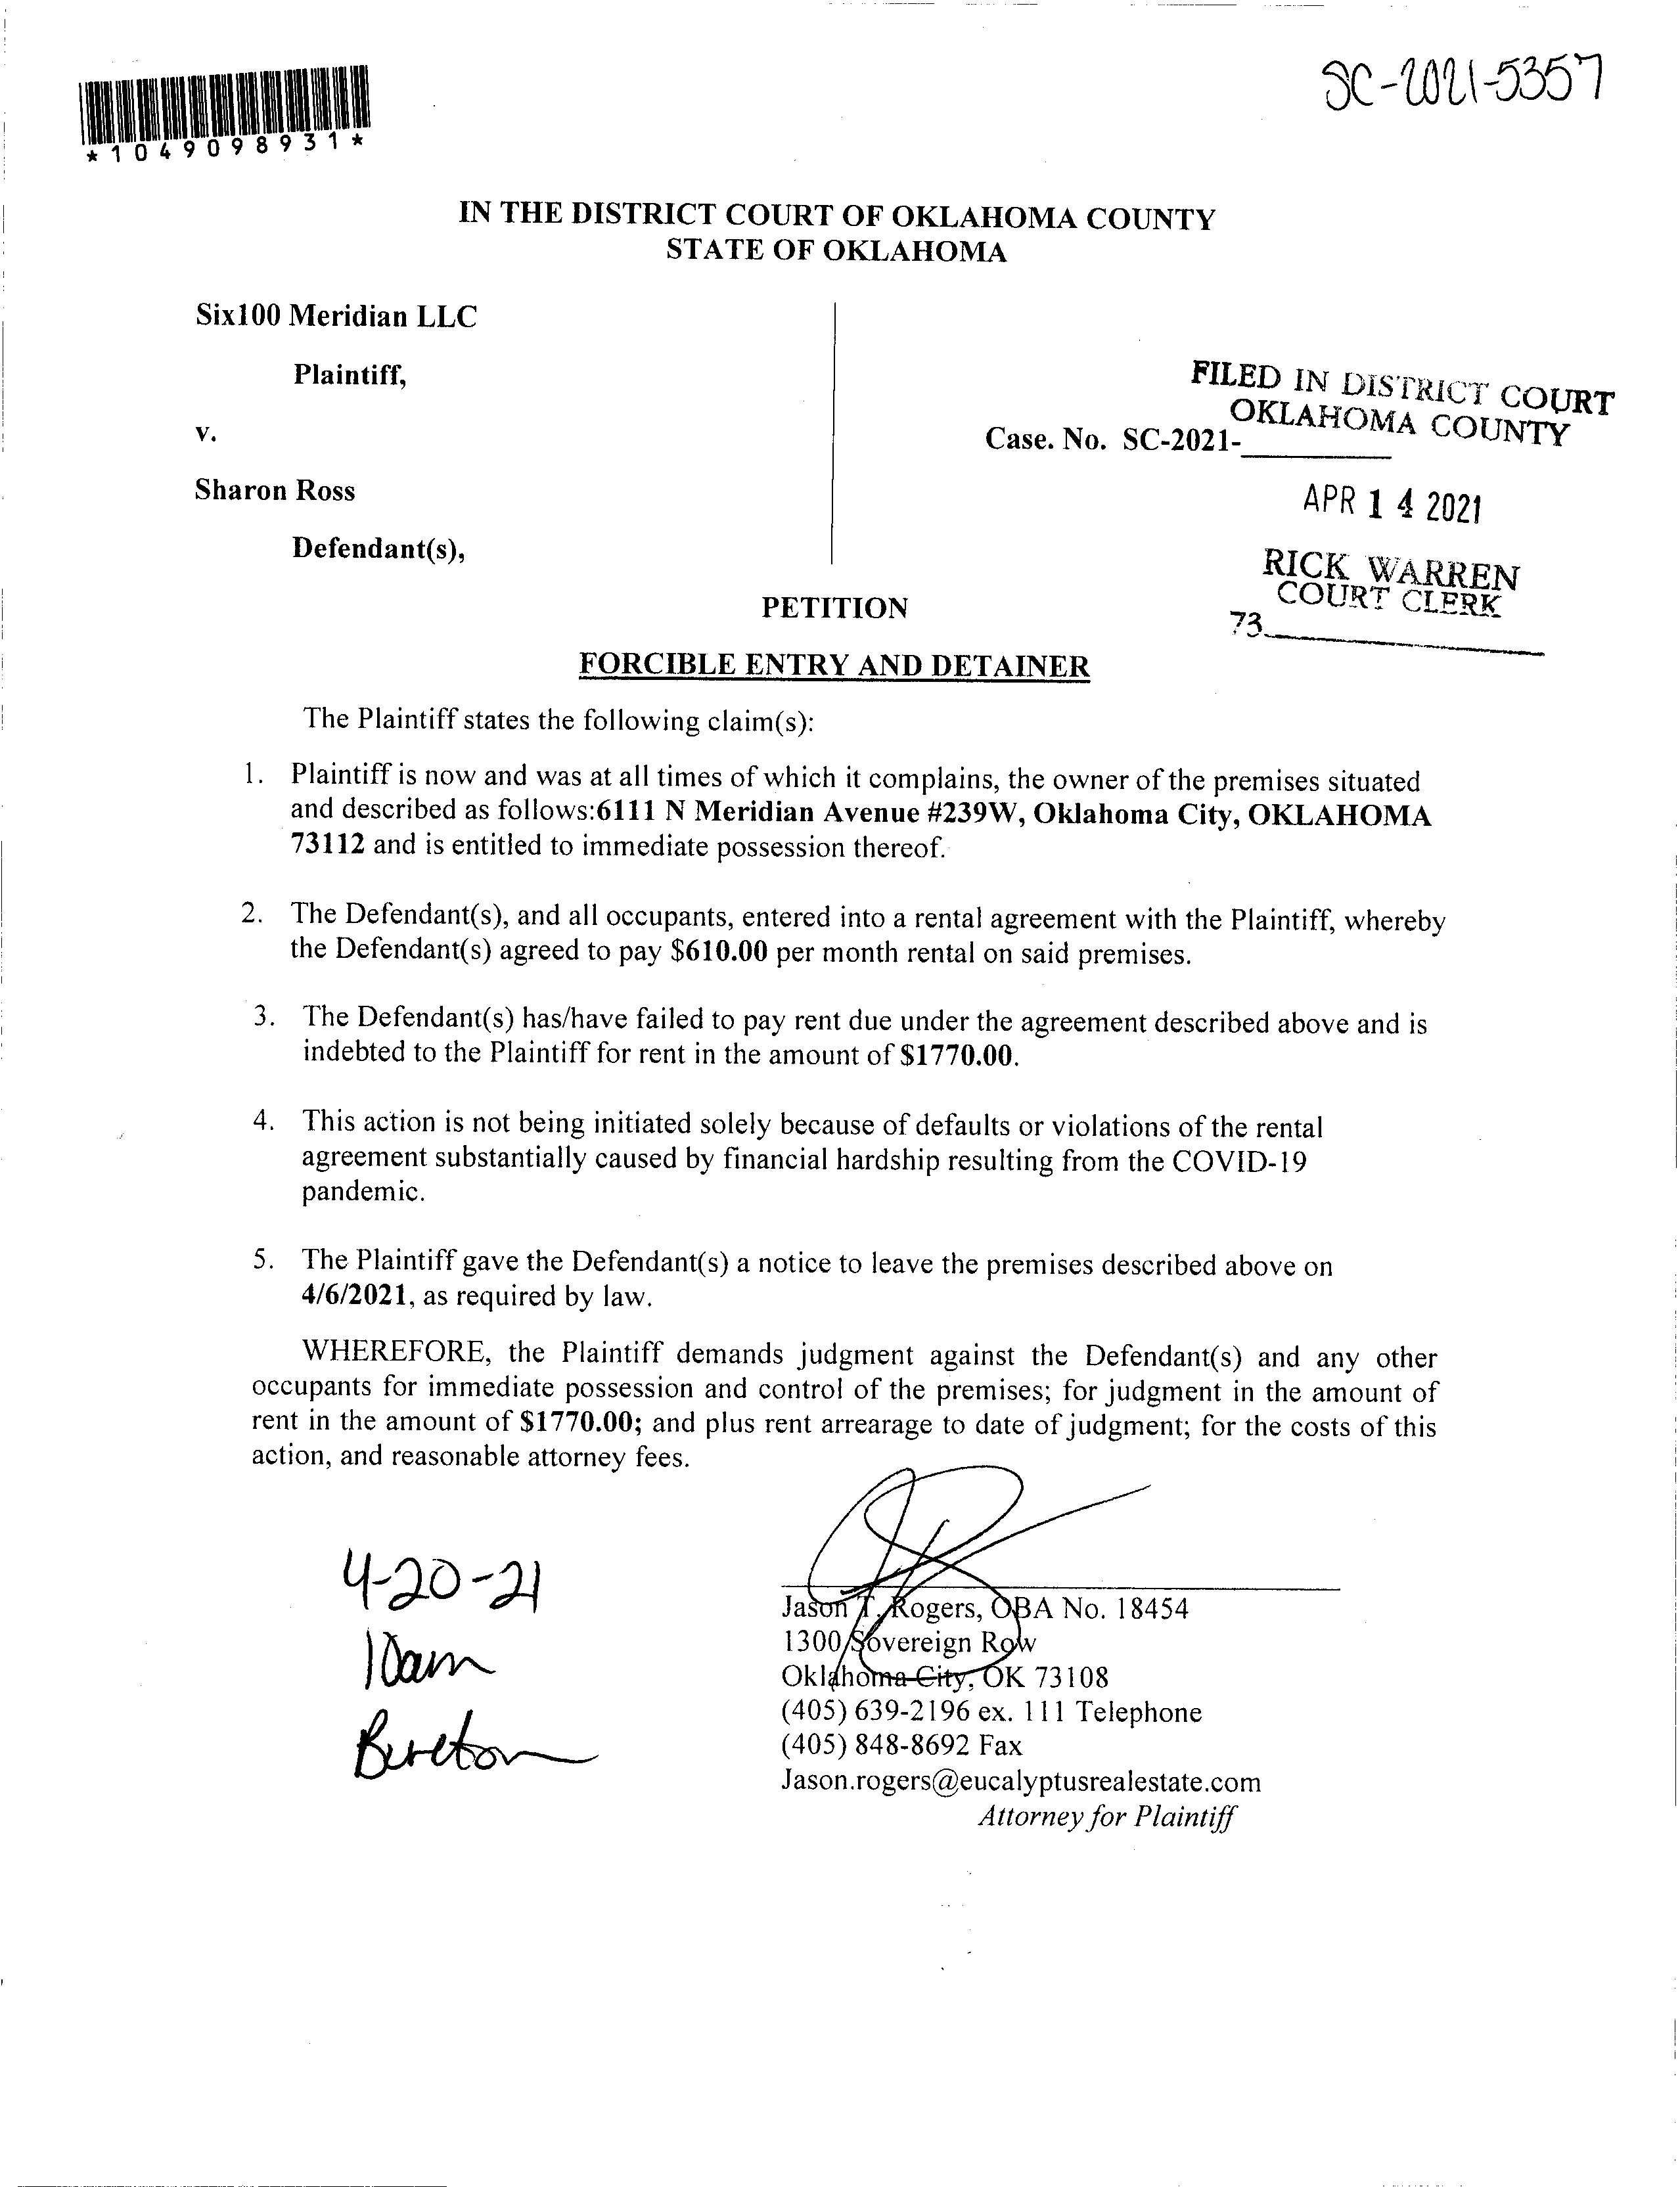 SC-2021-5357
*1049098931*
IN THE DISTRICT COURT OF OKLAHOMA COUNTY
STATE OF OKLAHOMA
Six100 Meridian LLC
Plaintiff,
v.
Sharon Ross
Defendant(s),
FILED IN DISTRICT COURT
OKLAHOMA COUNTY
Case. No. SC-2021-__________
APR 14 2021
RICK WARREN
COURT CLERK
73
PETITION
FORCIBLE ENTRY AND DETAINER
The Plaintiff states the following claim(s):
1. Plaintiff is now and was at all times of which it complains, the owner of the premises situated
and described as follows:6111 N Meridian Avenue #239W, Oklahoma City, OKLAHOMA
73112 and is entitled to immediate possession thereof.
2. The Defendant(s), and all occupants, entered into a rental agreement with the Plaintiff, whereby
the Defendant(s) agreed to pay $610.00 per month rental on said premises.
3. The Defendant(s) has/have failed to pay rent due under the agreement described above and is
indebted to the Plaintiff for rent in the amount of $1770.00.
4. This action is not being initiated solely because of defaults or violations of the rental
agreement substantially caused by financial hardship resulting from the COVID-19
pandemic.
5. The Plaintiff gave the Defendant(s) a notice to leave the premises described above on
4/6/2021, as required by law.
WHEREFORE, the Plaintiff demands judgment against the Defendant(s) and any other
occupants for immediate possession and control of the premises; for judgment in the amount of
rent in the amount of $1770.00; and plus rent arrearage to date of judgment; for the costs of this
action, and reasonable attorney fees.
4-20-21
10am
Bureton
Jason T. Rogers, OBA No. 18454
1300 Sovereign Row
Oklahoma City, OK 73108
(405) 639-2196 ex. 111 Telephone
(405) 848-8692 Fax
Jason.rogers@eucalyptusrealestate.com
Attorney for Plaintiff